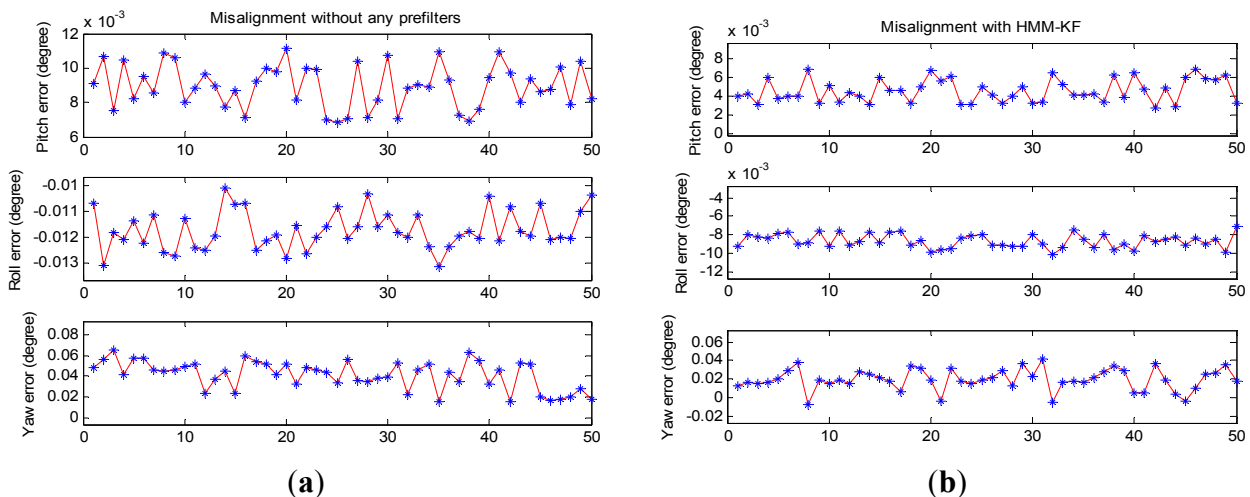 Misalignment without any prefilters
x 10-3
Pitch error (degree)
12
10
8
6
0 10 20 30 40 50
Roll error (degree)
-0.01
-0.011
-0.012
-0.013
0 10 20 30 40 50
Yaw error (degree)
0.08
0.06
0.04
0.02
0
0 10 20 30 40 50
(a)
Misalignment with HMM-KF
x 10-3
Pitch error (degree)
8
6
4
2
0
0 10 20 30 40 50
x 10-3
Roll error (degree)
-4
-6
-8
-10
-12
0 10 20 30 40 50
Yaw error (degree)
0.06
0.04
0.02
0
-0.02
0 10 20 30 40 50
(b)